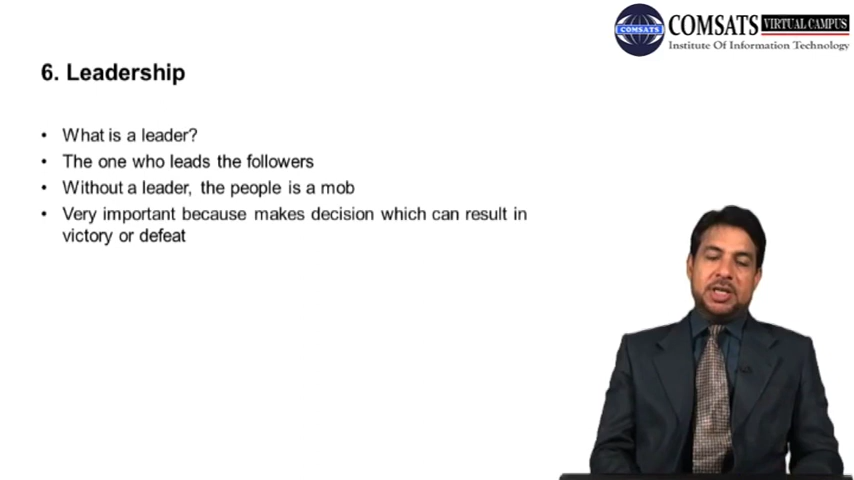 COMSATS VIRTUAL CAMPUS
COMSATS
Institute Of Information Technology
6. Leadership
• What is a leader?
• The one who leads the followers
• Without a leader, the people is a mob
• Very important because makes decision which can result in
victory or defeat